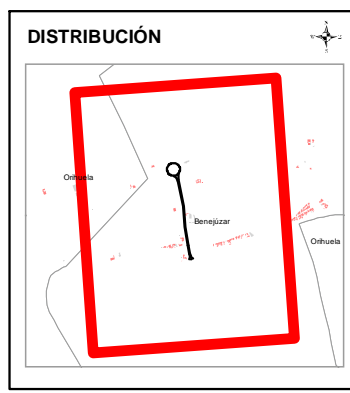 DISTRIBUCIÓN
N
W
E
S
Orihuela
Benejúzar
Orihuela